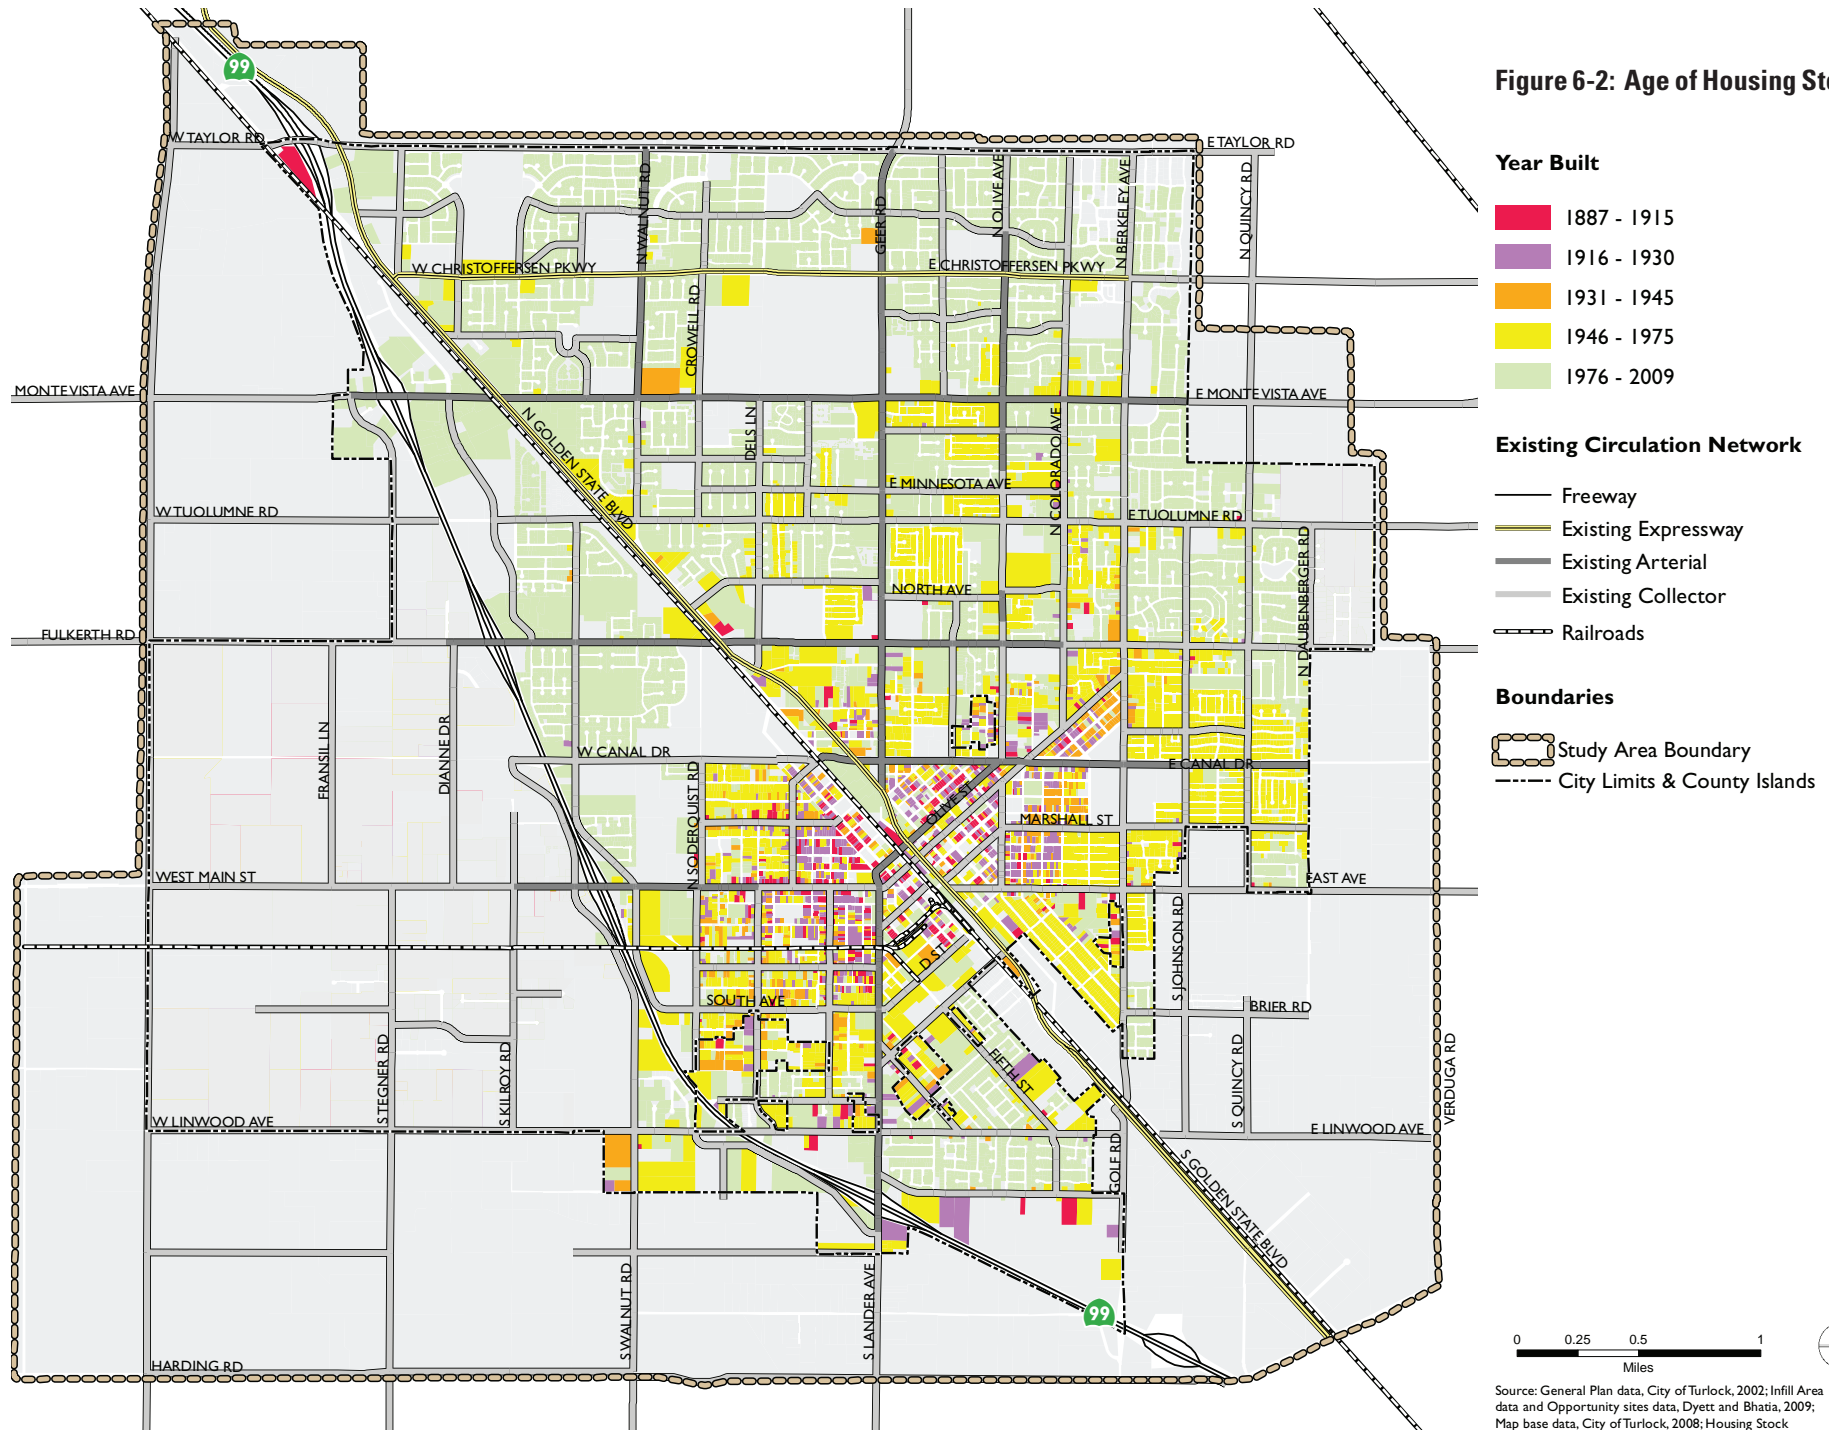 99
Figure 6-2: Age of Housing
Year Built
1887 - 1915
1916 - 1930
1931 - 1945
1946 - 1975
1976 - 2009
Existing Circulation Network
Freeway
Existing Expressway
Existing Arterial
Existing Collector
Railroads
Boundaries
Study Area Boundary
City Limits & County Islands
W TAYLOR RD
E TAYLOR RD
N WALNUT RD
GEER RD
N OLIVE AVE
N BERKELEY AVE
N QUINCY RD
W CHRISTOFFERSEN PKWY
E CHRISTOFFERSEN PKWY
CROWELL RD
MONTE VISTA AVE
E MONTE VISTA AVE
N GOLDEN STATE BLVD
DELS LN
N COLORADO AVE
E MINNESOTA AVE
W TUOLUMNE RD
E TUOLUMNE RD
N DAUBENBERGER RD
NORTH AVE
FULKERTH RD
FRANSIL LN
DIANNE DR
W CANAL DR
E CANAL DR
N SODERQUIST RD
OLIVE ST
MARSHALL ST
WEST MAIN ST
EAST AVE
D ST
S JOHNSON RD
SOUTH AVE
BRIER RD
S TEGNER RD
S KILROY RD
FIFTH ST
S QUINCY RD
VERDUGA RD
W LINWOOD AVE
E LINWOOD AVE
GOLF RD
S GOLDEN STATE BLVD
S WALNUT RD
S LANDER AVE
99
HARDING RD
0 0.25 0.5 1
Miles
Source: General Plan data, City of Turlock, 2002; Infill Area
data and Opportunity sites data, Dyett and Bhatia, 2009;
Map base data, City of Turlock, 2008; Housing Stock